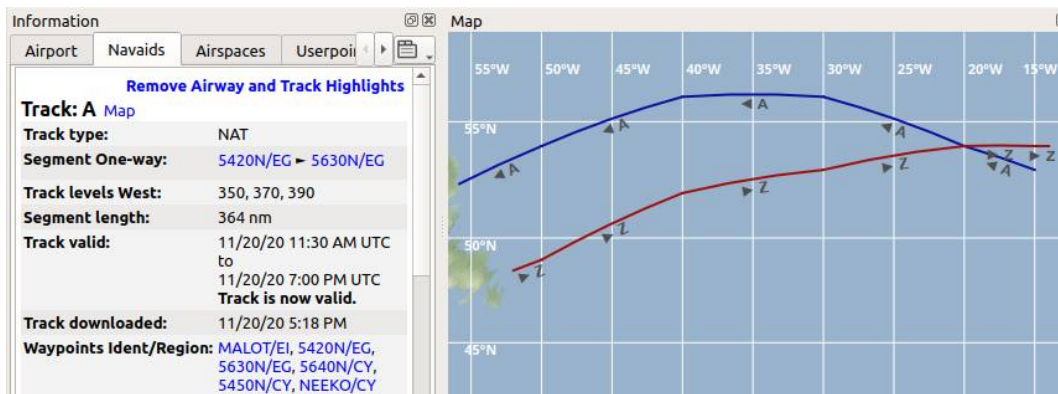 Information
Airport Navaids Airspaces Userpoi
Remove Airway and Track Highlights
Track: A Map
Track type: NAT
Segment One-way: 5420N/EG ► 5630N/EG
Track levels West: 350, 370, 390
Segment length: 364 nm
Track valid: 11/20/20 11:30 AM UTC
to
11/20/20 7:00 PM UTC
Track is now valid.
Track downloaded: 11/20/20 5:18 PM
Waypoints Ident/Region: MALOT/EI, 5420N/EG,
5630N/EG, 5640N/CY,
5450N/CY, NEEKO/CY
Map
55°W 50°W 45°W 40°W 35°W 30°W 25°W 20°W 15°W
55°N
50°N
45°N
A
A
A
A
A
Z
Z
Z
Z
Z
Z